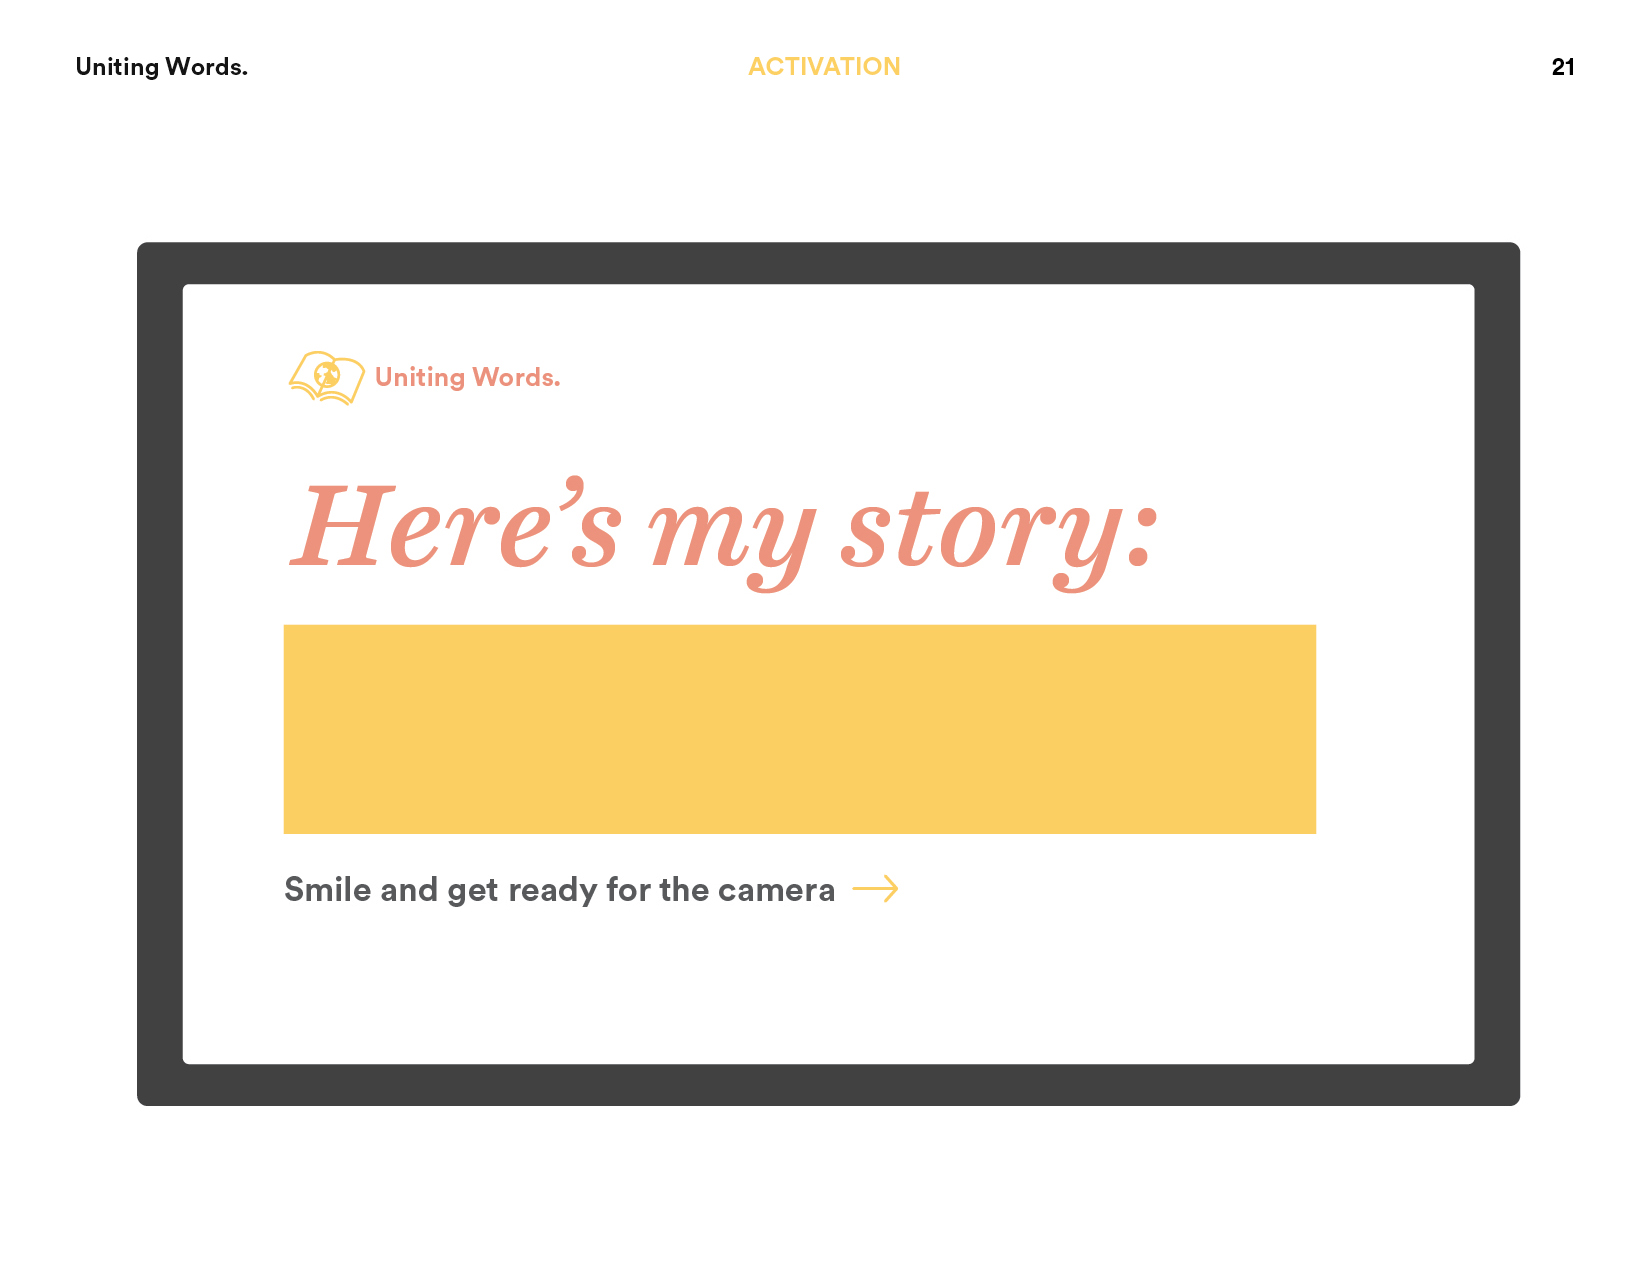 Uniting Words.
ACTIVATION
21
Uniting Words.
Here’s my story:
Smile and get ready for the camera